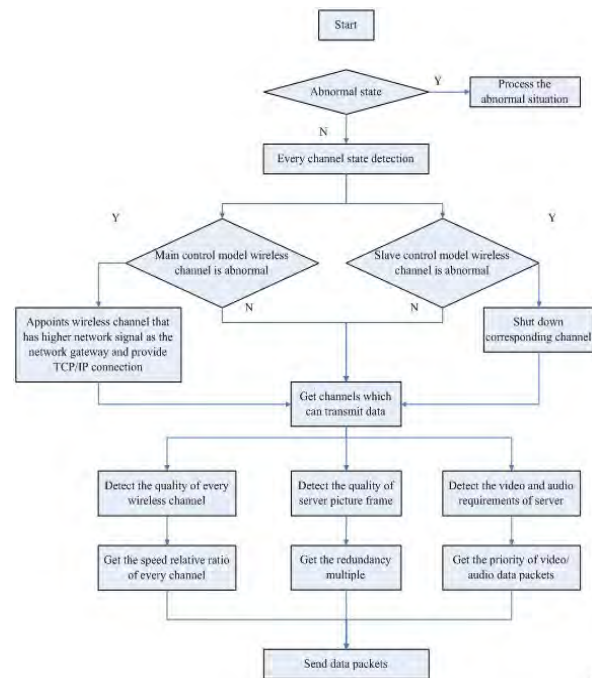 Start
Abnormal state
Y
Process the
abnormal situation
N
Every channel state detection
Y
Y
Main control model wireless
channel is abnormal
Slave control model wireless
channel is abnormal
N
N
Appoints wireless channel that
has higher network signal as the
network gateway and provide
TCP/IP connection
Shut down
corresponding channel
Get channels which
can transmit data
Detect the quality of every
wireless channel
Detect the quality of
server picture frame
Detect the video and audio
requirements of server
Get the speed relative ratio
of every channel
Get the redundancy
multiple
Get the priority of video/
audio data packets
Send data packets